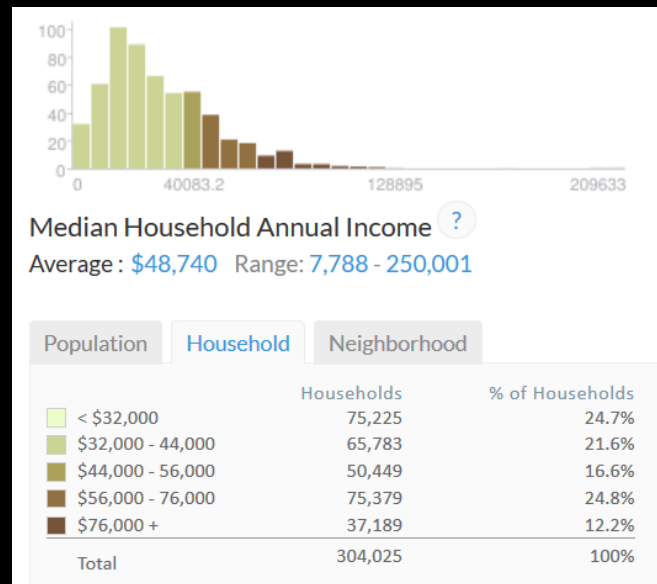 100
80
60
40
20
0
0 40083.2 128895 209633
Median Household Annual Income ?
Average : $48,740 Range: 7,788 - 250,001
Population Household Neighborhood
Households % of Households
< $32,000 75,225 24.7%
$32,000 - 44,000 65,783 21.6%
$44,000 - 56,000 50,449 16.6%
$56,000 - 76,000 75,379 24.8%
$76,000 + 37,189 12.2%
Total 304,025 100%